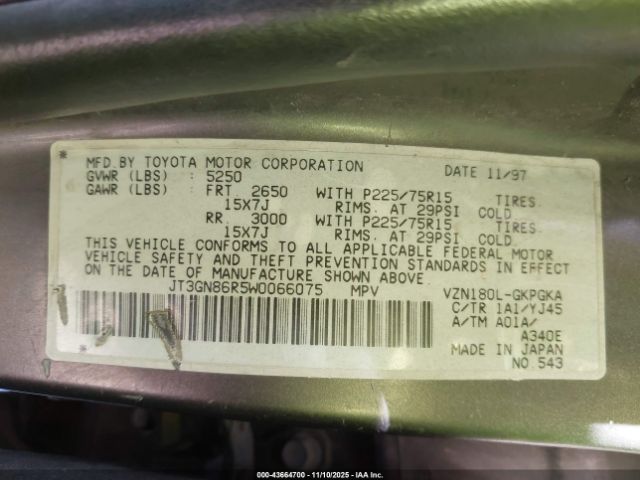 MFD. BY TOYOTA MOTOR CORPORATION DATE 11/97
GVWR (LBS) : 5250
GAWR (LBS) : FRT. 2650 WITH P225/75R15 TIRES.
15X7J RIMS. AT 29PSI COLD
RR. 3000 WITH P225/75R15 TIRES.
15X7J RIMS. AT 29PSI COLD
THIS VEHICLE CONFORMS TO ALL APPLICABLE FEDERAL MOTOR
VEHICLE SAFETY AND THEFT PREVENTION STANDARDS IN EFFECT
ON THE DATE OF MANUFACTURE SHOWN ABOVE
JT3GN86R5W0066075 MPV VZN180L-GKPGKA
C/TR 1A1/YJ45
A/TM A01A/
A340E
MADE IN JAPAN
NO. 543
000-43664700 — 11/10/2025 — IAA Inc.